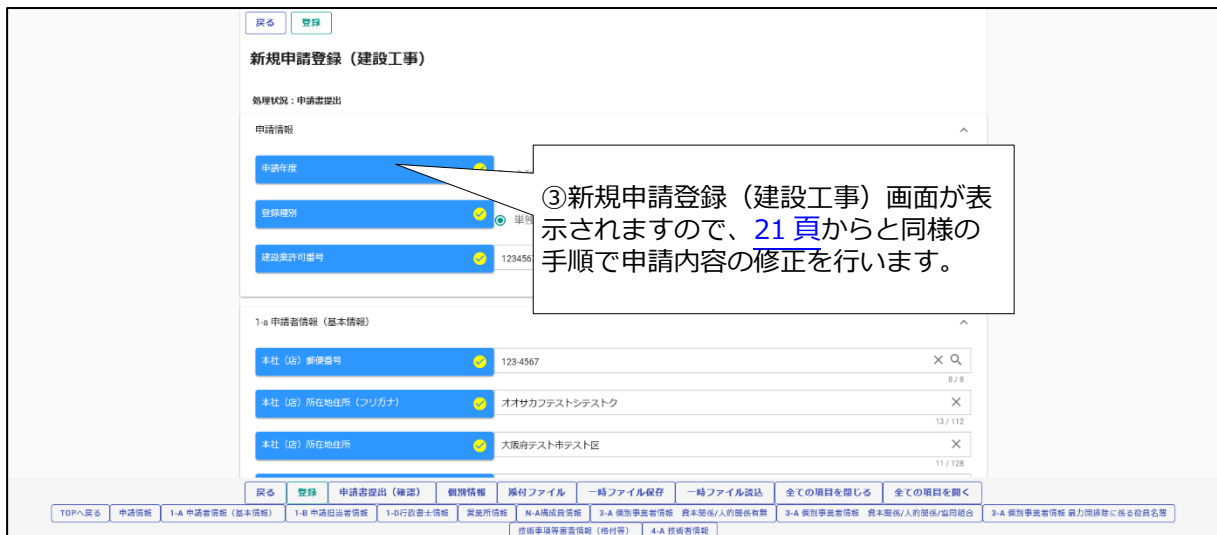 戻る 登録
新規申請登録（建設工事）
処理状況：申請書提出
申請情報
申請年度
登録種別
建設業許可番号 123456
③新規申請登録（建設工事）画面が表
示されますので、21 頁からと同様の
手順で申請内容の修正を行います。
1-a 申請者情報（基本情報）
本社（店）郵便番号 123-4567
8 / 8
本社（店）所在地住所（フリガナ） オオサカフテストシテストク
13 / 112
本社（店）所在地住所 大阪府テスト市テスト区
11 / 128
戻る 登録 申請書提出（確認） 個別情報 添付ファイル 一時ファイル保存 一時ファイル読込 全ての項目を閉じる 全ての項目を開く
TOPへ戻る 申請情報 1-A 申請者情報（基本情報） 1-B 申請担当者情報 1-D行政書士情報 営業所情報 N-A構成員情報 3-A 個別事業者情報 資本関係/人的関係有無 3-A 個別事業者情報 資本関係/人的関係/協同組合 3-A 個別事業者情報 暴力団排除に係る役員名簿
技術事項等審査情報（格付等） 4-A 技術者情報